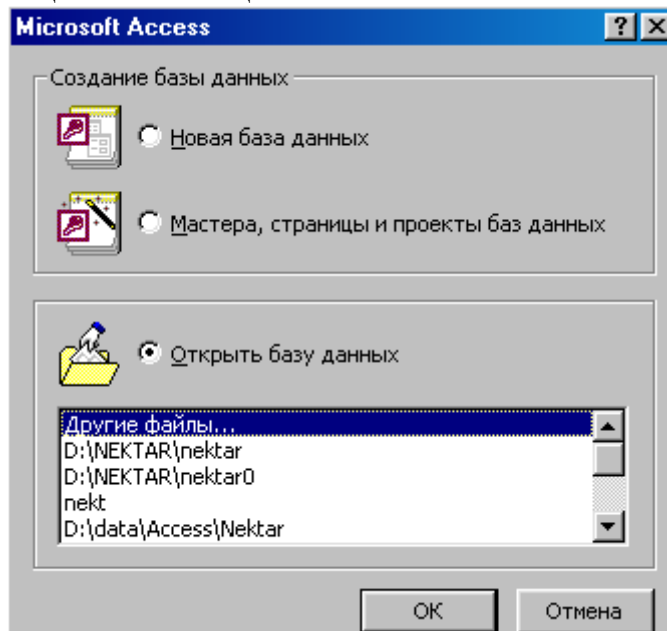 Microsoft Access
Создание базы данных
Новая база данных
Мастера, страницы и проекты баз данных
Открыть базу данных
Другие файлы...
D:\NEKTAR\nektar
D:\NEKTAR\nektar0
nekt
D:\data\Access\Nektar
ОК
Отмена